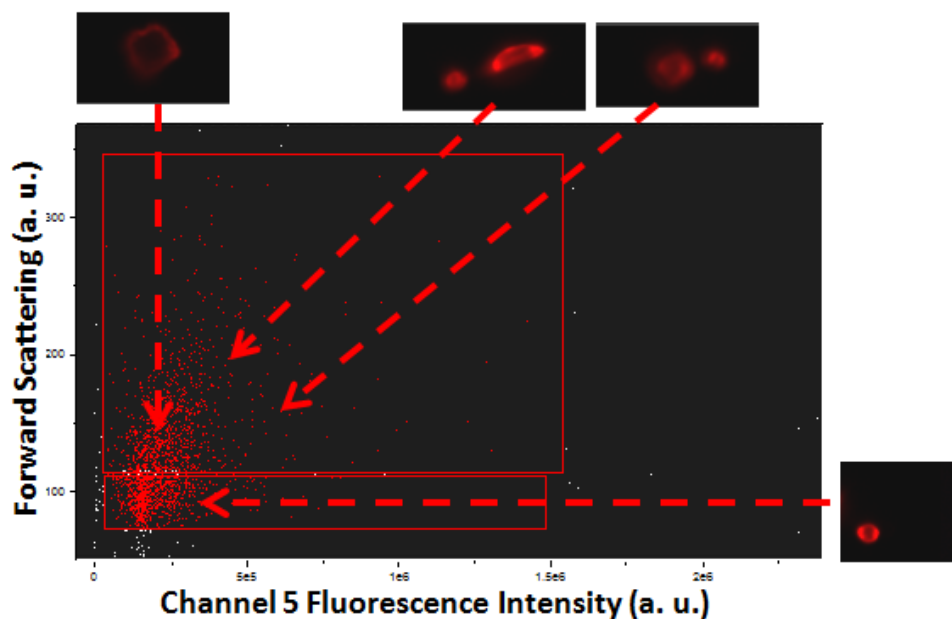 Forward Scattering (a. u.)
300
200
100
0
5e5
1e6
1.5e6
2e6
Channel 5 Fluorescence Intensity (a. u.)